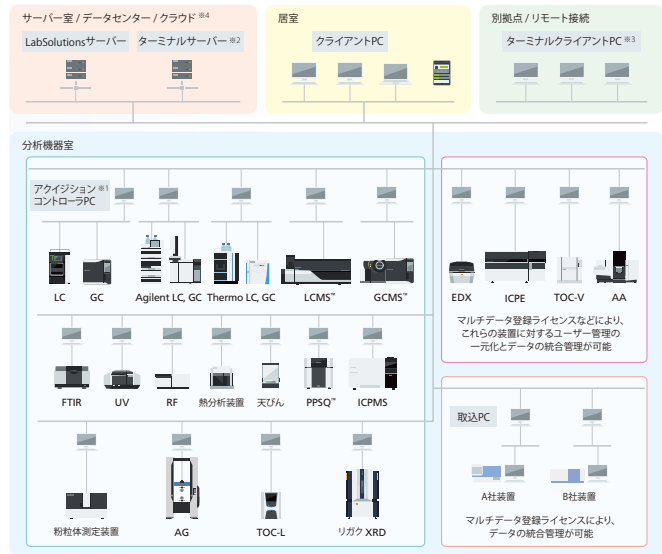 サーバー室 / データセンター / クラウド ※4
LabSolutionsサーバー
ターミナルサーバー ※2
居室
クライアントPC
別拠点 / リモート接続
ターミナルクライアントPC ※3
分析機器室
アクイジション ※1
コントローラPC
LC
GC
Agilent LC, GC
Thermo LC, GC
LCMS™
GCMS™
EDX
ICPE
TOC-V
AA
マルチデータ登録ライセンスなどにより、
これらの装置に対するユーザー管理の
一元化とデータの統合管理が可能
FTIR
UV
RF
熱分析装置
天びん
PPSQ™
ICPMS
取込PC
A社装置
B社装置
マルチデータ登録ライセンスにより、
データの統合管理が可能
粉粒体測定装置
AG
TOC-L
リガク XRD